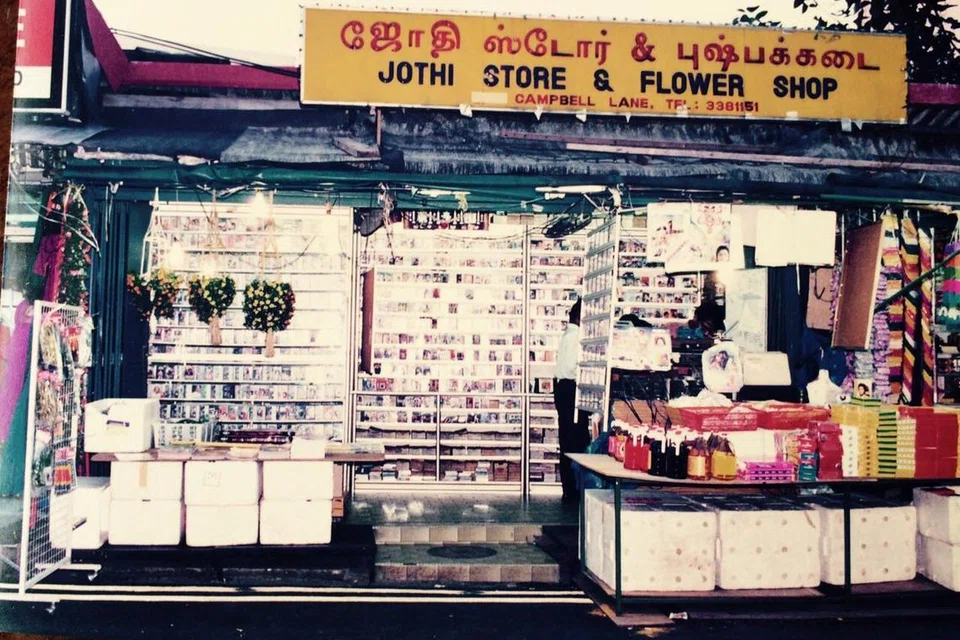 ஜோதி ஸ்டோர் & புஷ்பக்கடை
JOTHI STORE & FLOWER SHOP
CAMPBELL LANE, TEL: 3381151